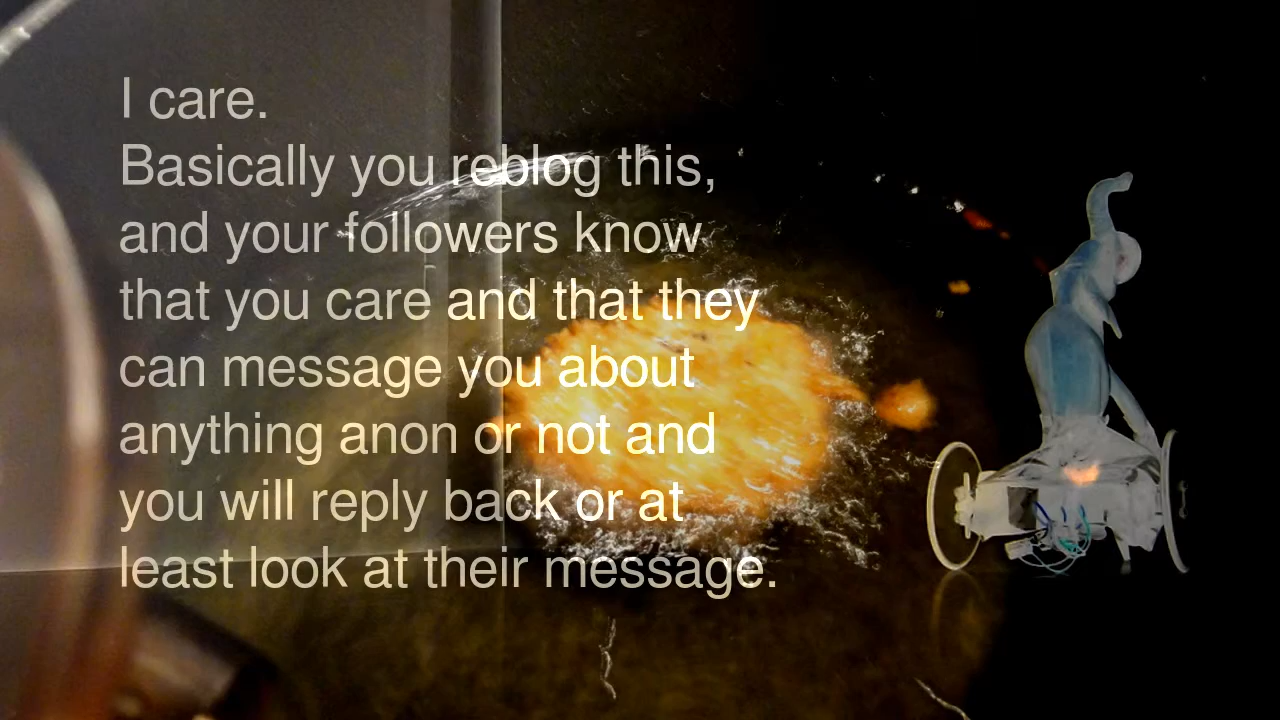 I care.
Basically you reblog this,
and your followers know
that you care and that they
can message you about
anything anon or not and
you will reply back or at
least look at their message.